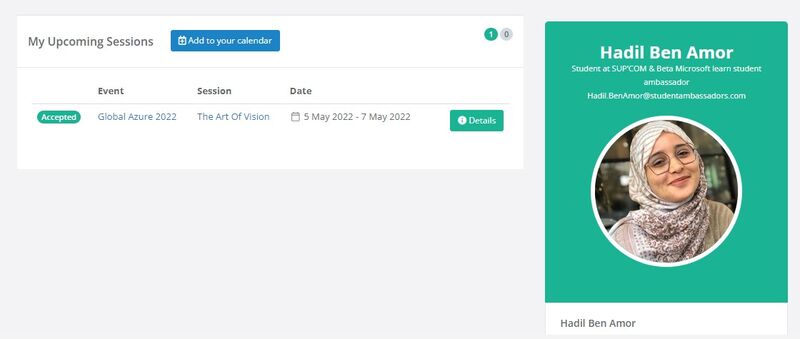 My Upcoming Sessions
Add to your calendar
1 0
Event Session Date
Accepted Global Azure 2022 The Art Of Vision 5 May 2022 - 7 May 2022 Details
Hadil Ben Amor
Student at SUP'COM & Beta Microsoft learn student
ambassador
Hadil.BenAmor@studentambassadors.com
Hadil Ben Amor